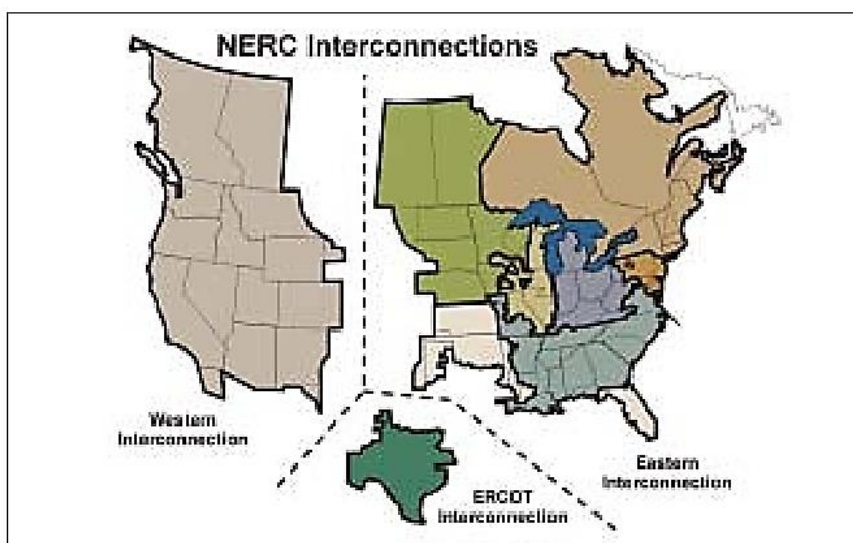 NERC Interconnections
Western
Interconnection
ERCOT
Interconnection
Eastern
Interconnection